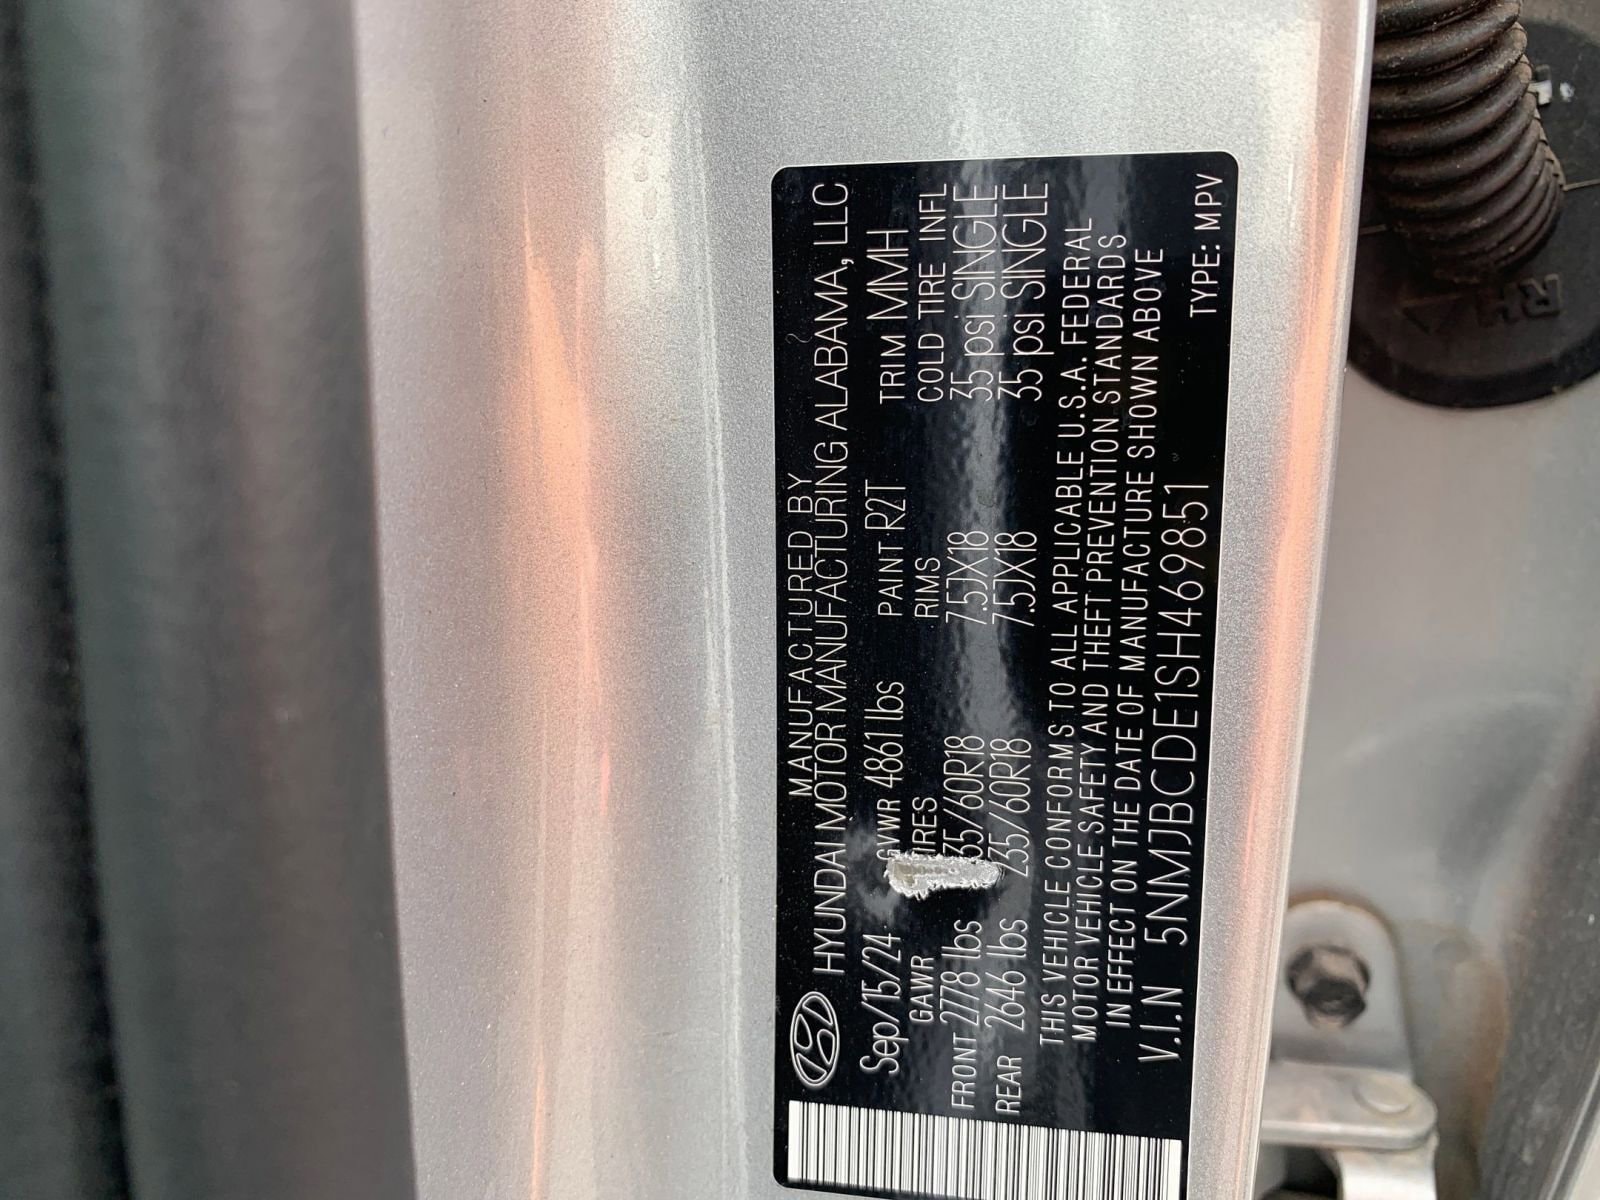 MANUFACTURED BY
HYUNDAI MOTOR MANUFACTURING ALABAMA, LLC
Sep/15/24 GVWR 4861 lbs PAINT R2T TRIM MMH
GAWR RIMS COLD TIRE INFL
FRONT 2778 lbs 7.5JX18 35 psi SINGLE
REAR 2646 lbs 235/60R18 7.5JX18 35 psi SINGLE
THIS VEHICLE CONFORMS TO ALL APPLICABLE U.S.A. FEDERAL
MOTOR VEHICLE SAFETY AND THEFT PREVENTION STANDARDS
IN EFFECT ON THE DATE OF MANUFACTURE SHOWN ABOVE
V.I.N 5NMJBCDE1SH469851 TYPE: MPV